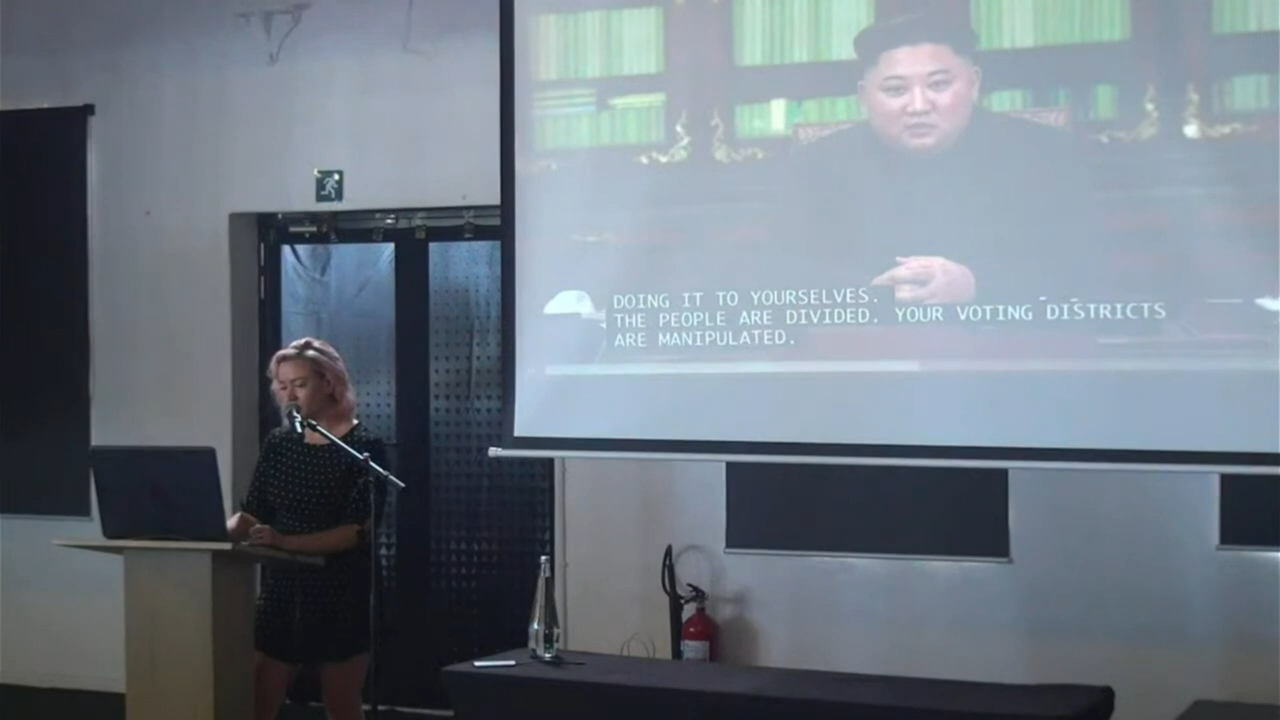 DOING IT TO YOURSELVES.
THE PEOPLE ARE DIVIDED. YOUR VOTING DISTRICTS
ARE MANIPULATED.